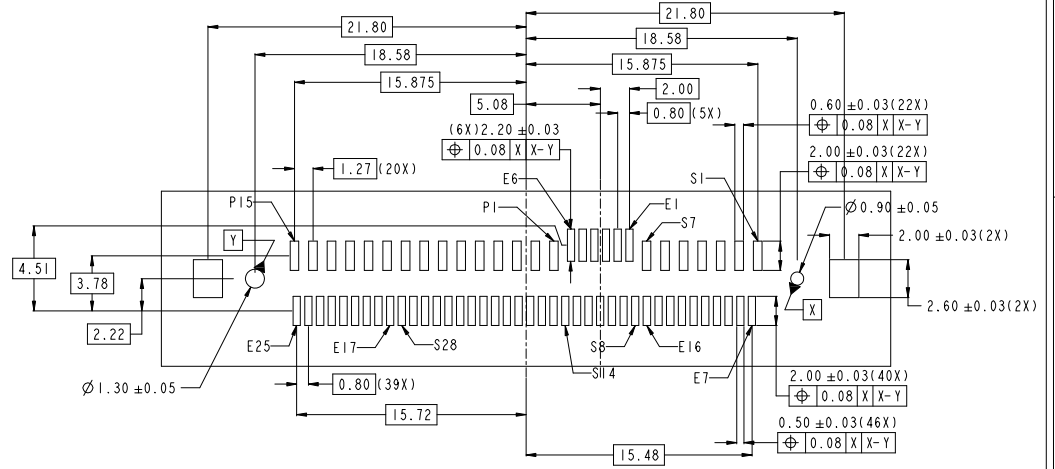 21.80
21.80
18.58
18.58
15.875
15.875
2.00
5.08
0.80 (5X)
0.60 ±0.03(22X)
⌖ 0.08 X X-Y
(6X)2.20 ±0.03
⌖ 0.08 X X-Y
2.00 ±0.03(22X)
⌖ 0.08 X X-Y
1.27 (20X)
E6
S1
P15
P1
E1
S7
Ø0.90 ±0.05
Y
2.00 ±0.03(2X)
4.51
3.78
2.22
X
2.60 ±0.03(2X)
E25
E17
S28
S8
E16
S114
E7
Ø1.30 ±0.05
0.80 (39X)
2.00 ±0.03(40X)
⌖ 0.08 X X-Y
15.72
0.50 ±0.03(46X)
⌖ 0.08 X X-Y
15.48